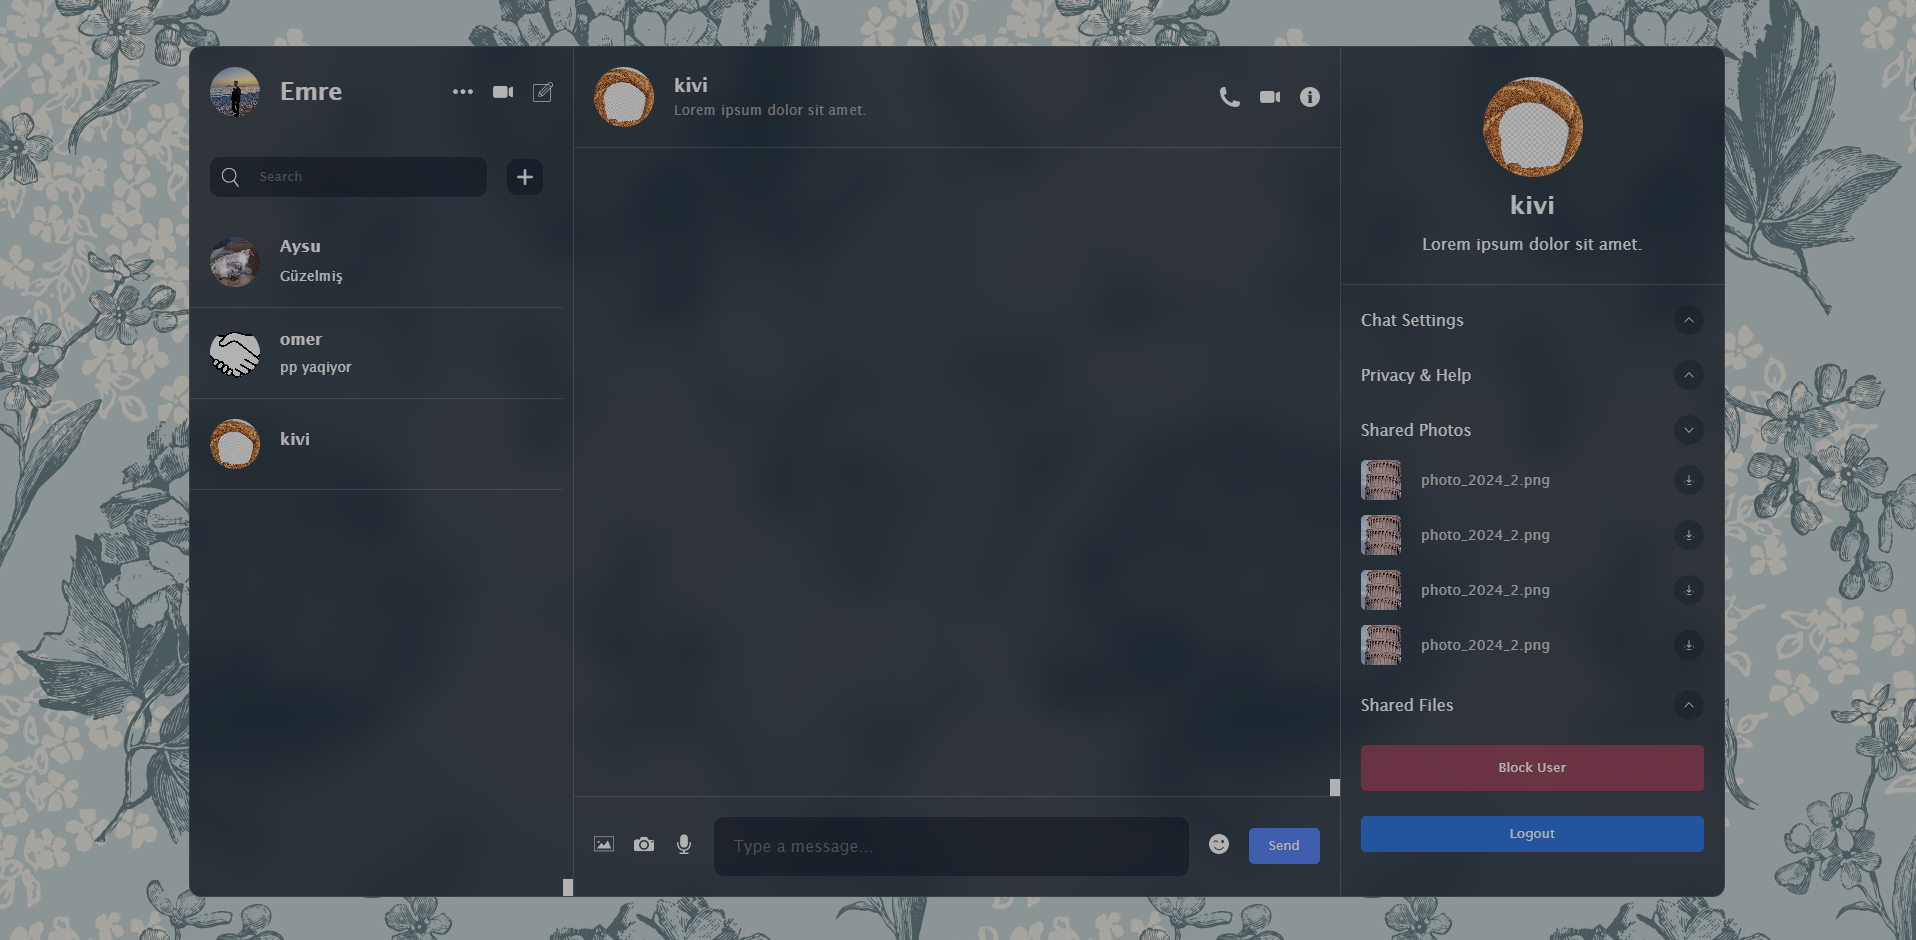 Emre
Search
Aysu
Güzelmiş
omer
pp yaqiyor
kivi
kivi
Lorem ipsum dolor sit amet.
Type a message...
Send
kivi
Lorem ipsum dolor sit amet.
Chat Settings
Privacy & Help
Shared Photos
photo_2024_2.png
photo_2024_2.png
photo_2024_2.png
photo_2024_2.png
Shared Files
Block User
Logout